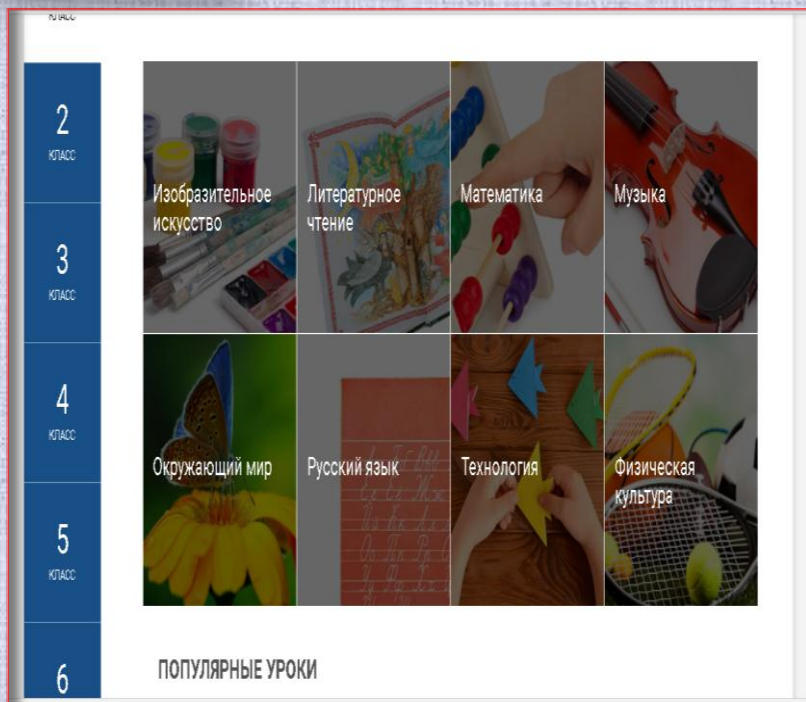 КЛАСС
2
КЛАСС
3
КЛАСС
4
КЛАСС
5
КЛАСС
6
Изобразительное
искусство
Литературное
чтение
Математика
Музыка
Окружающий мир
Русский язык
Технология
Физическая
культура
ПОПУЛЯРНЫЕ УРОКИ